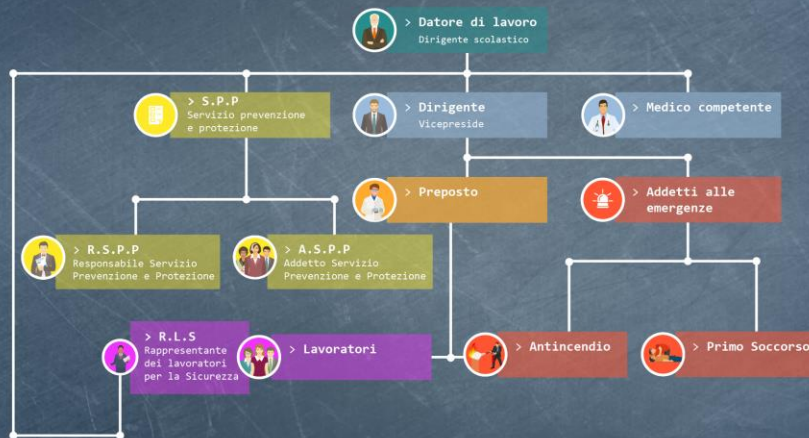 > Datore di lavoro
Dirigente scolastico
> S.P.P
Servizio prevenzione
e protezione
> Dirigente
Vicepreside
> Medico competente
> Preposto
> Addetti alle
emergenze
> R.S.P.P
Responsabile Servizio
Prevenzione e Protezione
> A.S.P.P
Addetto Servizio
Prevenzione e Protezione
> R.L.S
Rappresentante
dei lavoratori
per la Sicurezza
> Lavoratori
> Antincendio
> Primo Soccorso